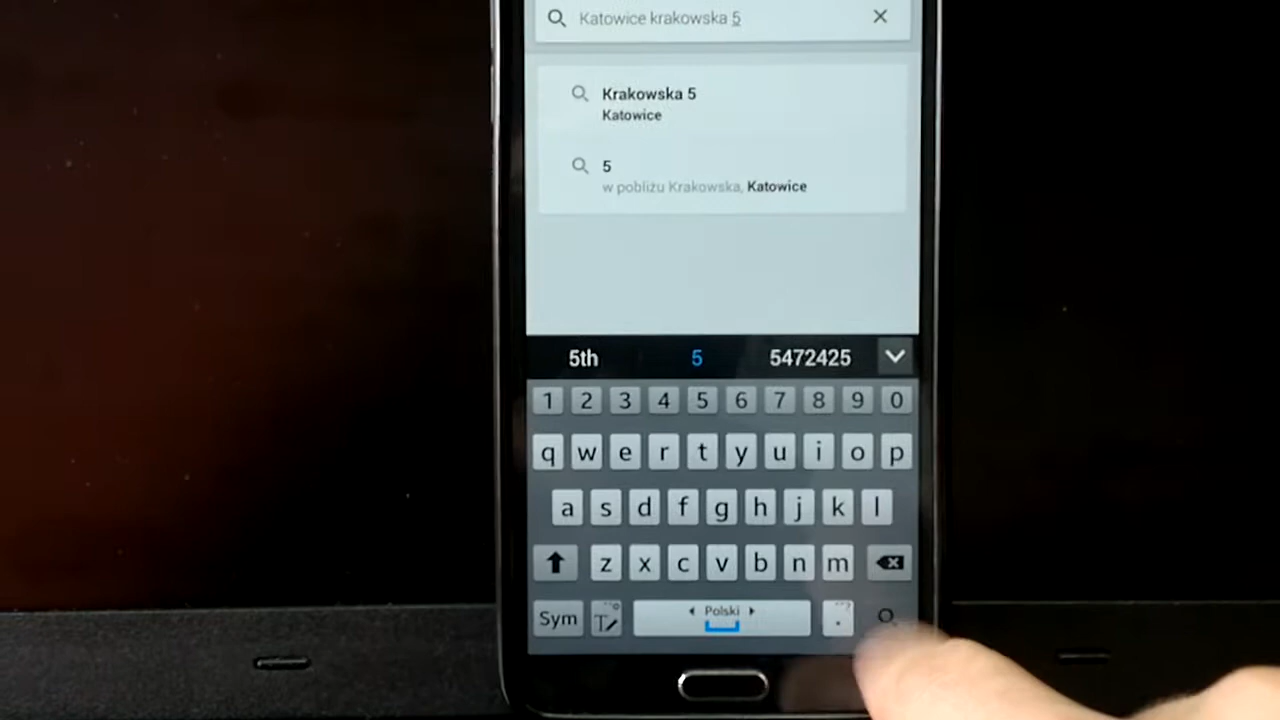 Katowice krakowska 5
Krakowska 5
Katowice
5
w pobliżu Krakowska, Katowice
5th 5 5472425
1 2 3 4 5 6 7 8 9 0
q w e r t y u i o p
a s d f g h j k l
z x c v b n m
Sym T Polski .